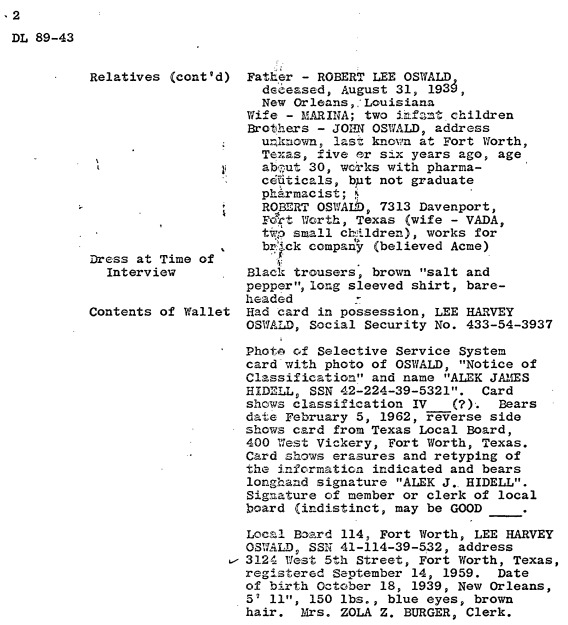 2
DL 89-43
Relatives (cont'd) Father - ROBERT LEE OSWALD,
deceased, August 31, 1939,
New Orleans, Louisiana
Wife - MARINA; two infant children
Brothers - JOHN OSWALD, address
unknown, last known at Fort Worth,
Texas, five or six years ago, age
about 30, works with pharma-
ceuticals, but not graduate
pharmacist;
ROBERT OSWALD, 7313 Davenport,
Fort Worth, Texas (wife - VADA,
two small children), works for
brick company (believed Acme)
Dress at Time of
Interview Black trousers, brown "salt and
pepper", long sleeved shirt, bare-
headed
Contents of Wallet Had card in possession, LEE HARVEY
OSWALD, Social Security No. 433-54-3937
Photo of Selective Service System
card with photo of OSWALD, "Notice of
Classification" and name "ALEK JAMES
HIDELL, SSN 42-224-39-5321". Card
shows classification IV ___(?). Bears
date February 5, 1962, reverse side
shows card from Texas Local Board,
400 West Vickery, Fort Worth, Texas.
Card shows erasures and retyping of
the information indicated and bears
longhand signature "ALEK J. HIDELL".
Signature of member or clerk of local
board (indistinct, may be GOOD ____.
Local Board 114, Fort Worth, LEE HARVEY
OSWALD, SSN 41-114-39-532, address
3124 West 5th Street, Fort Worth, Texas,
registered September 14, 1959. Date
of birth October 18, 1939, New Orleans,
5' 11", 150 lbs., blue eyes, brown
hair. Mrs. ZOLA Z. BURGER, Clerk.